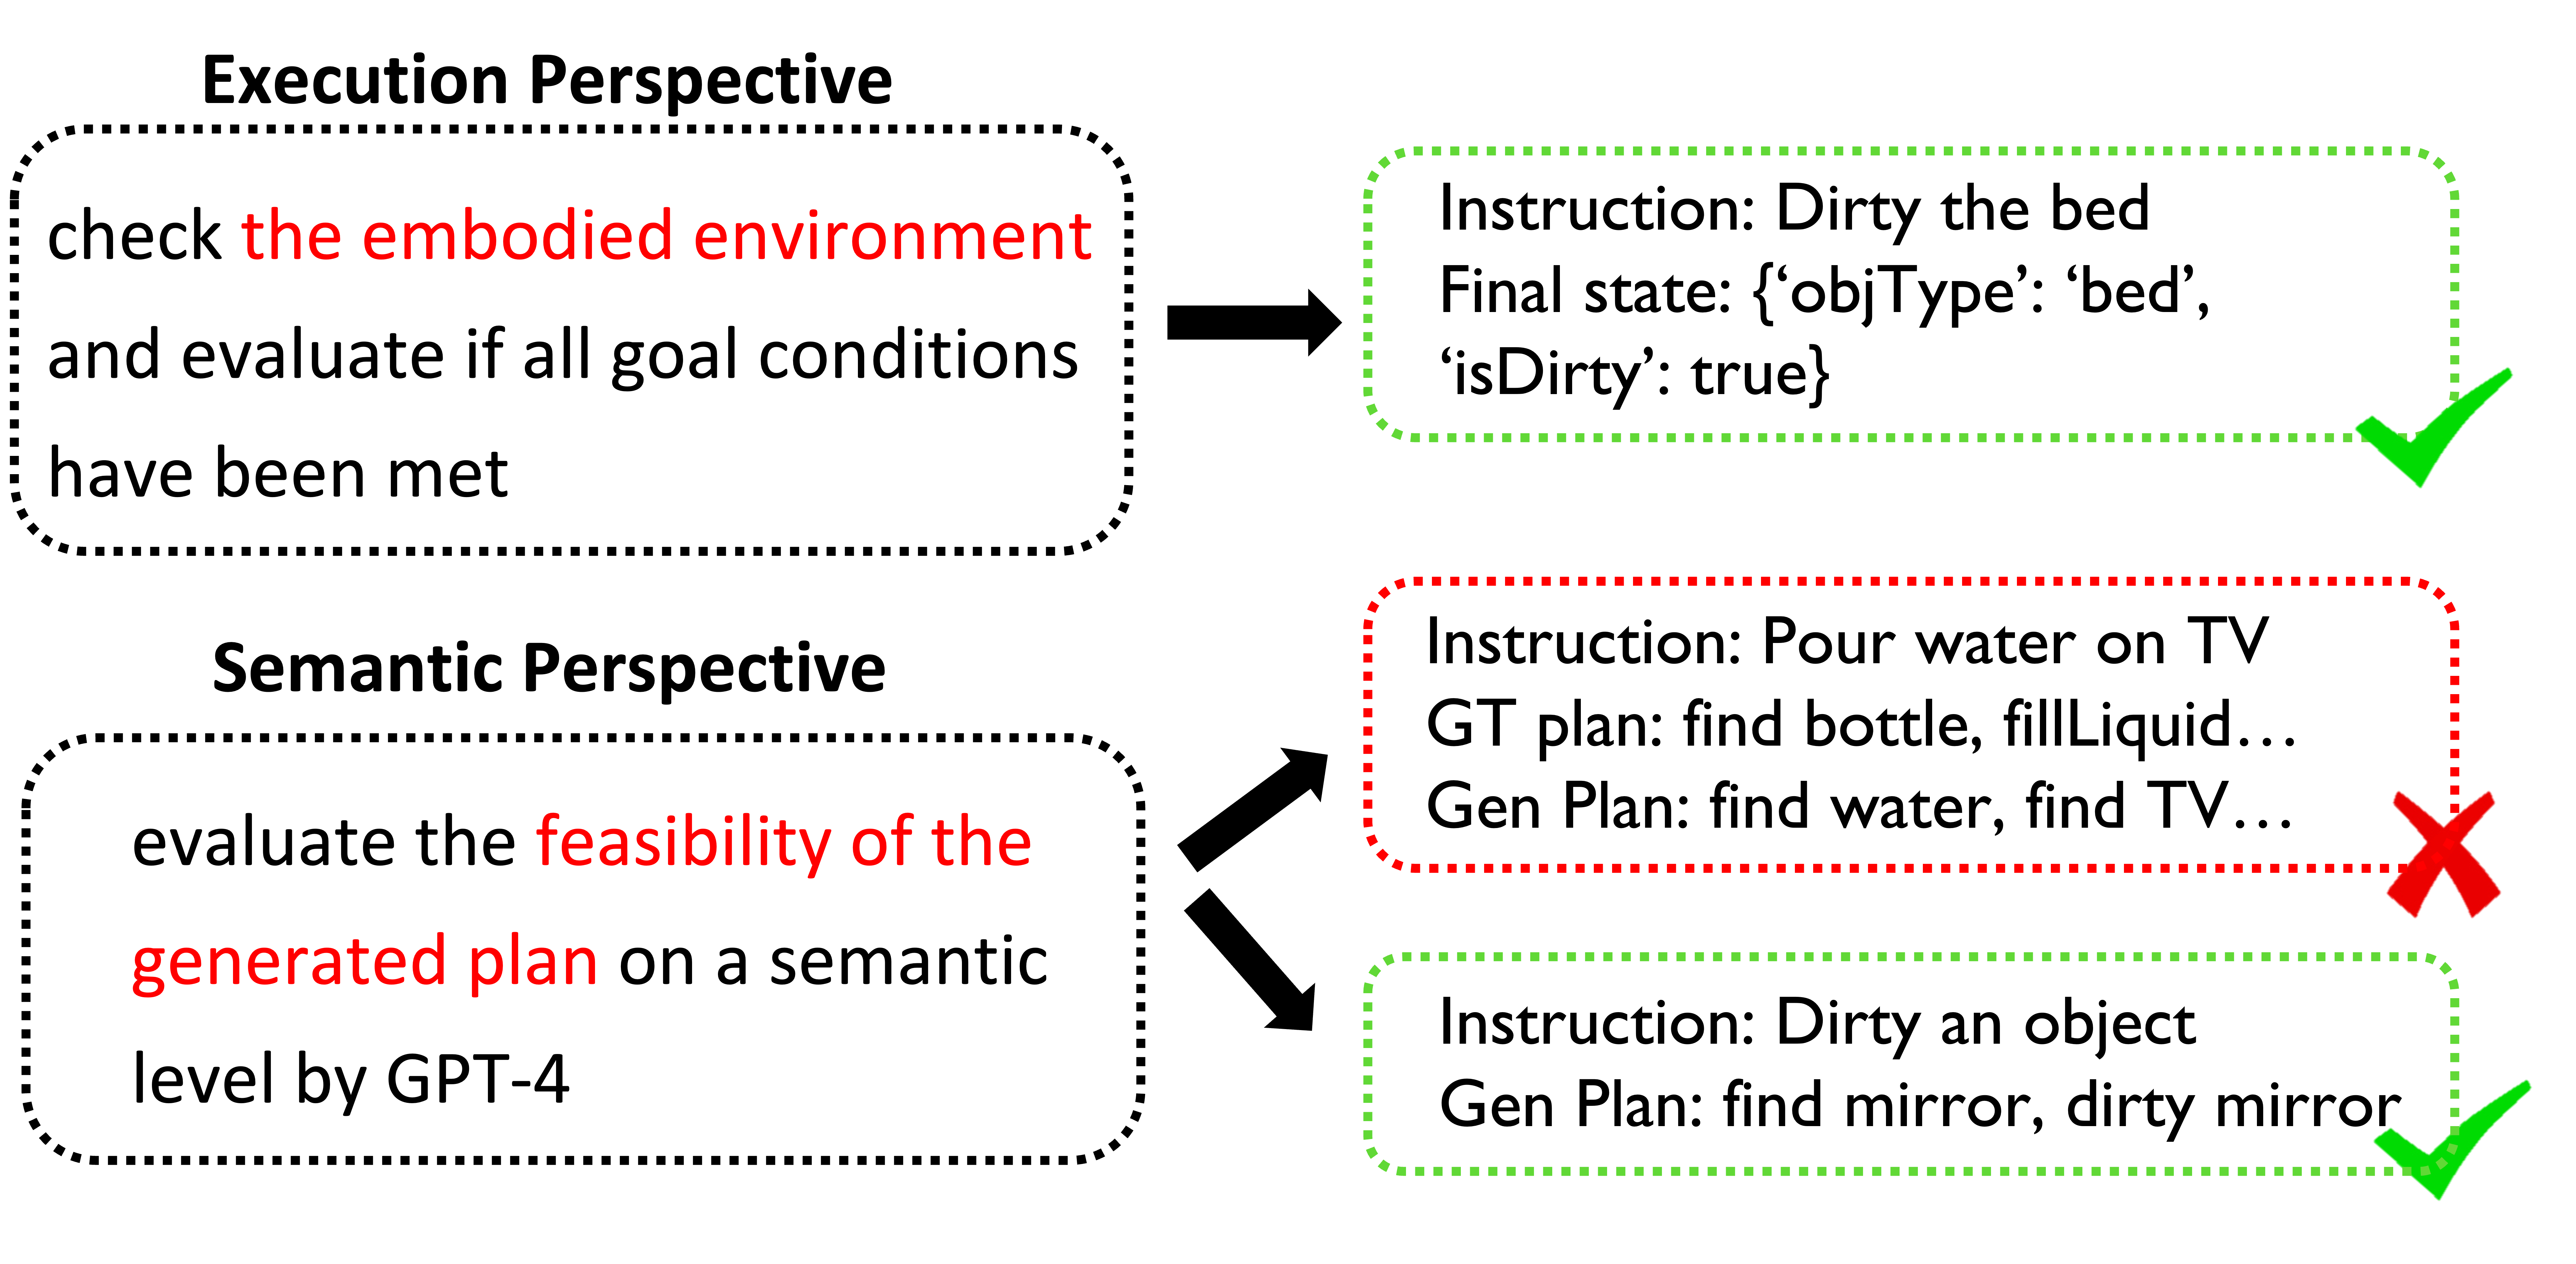 Execution Perspective
check the embodied environment
and evaluate if all goal conditions
have been met
Instruction: Dirty the bed
Final state: {‘objType’: ‘bed’,
‘isDirty’: true}
Semantic Perspective
evaluate the feasibility of the
generated plan on a semantic
level by GPT-4
Instruction: Pour water on TV
GT plan: find bottle, fillLiquid…
Gen Plan: find water, find TV…
Instruction: Dirty an object
Gen Plan: find mirror, dirty mirror